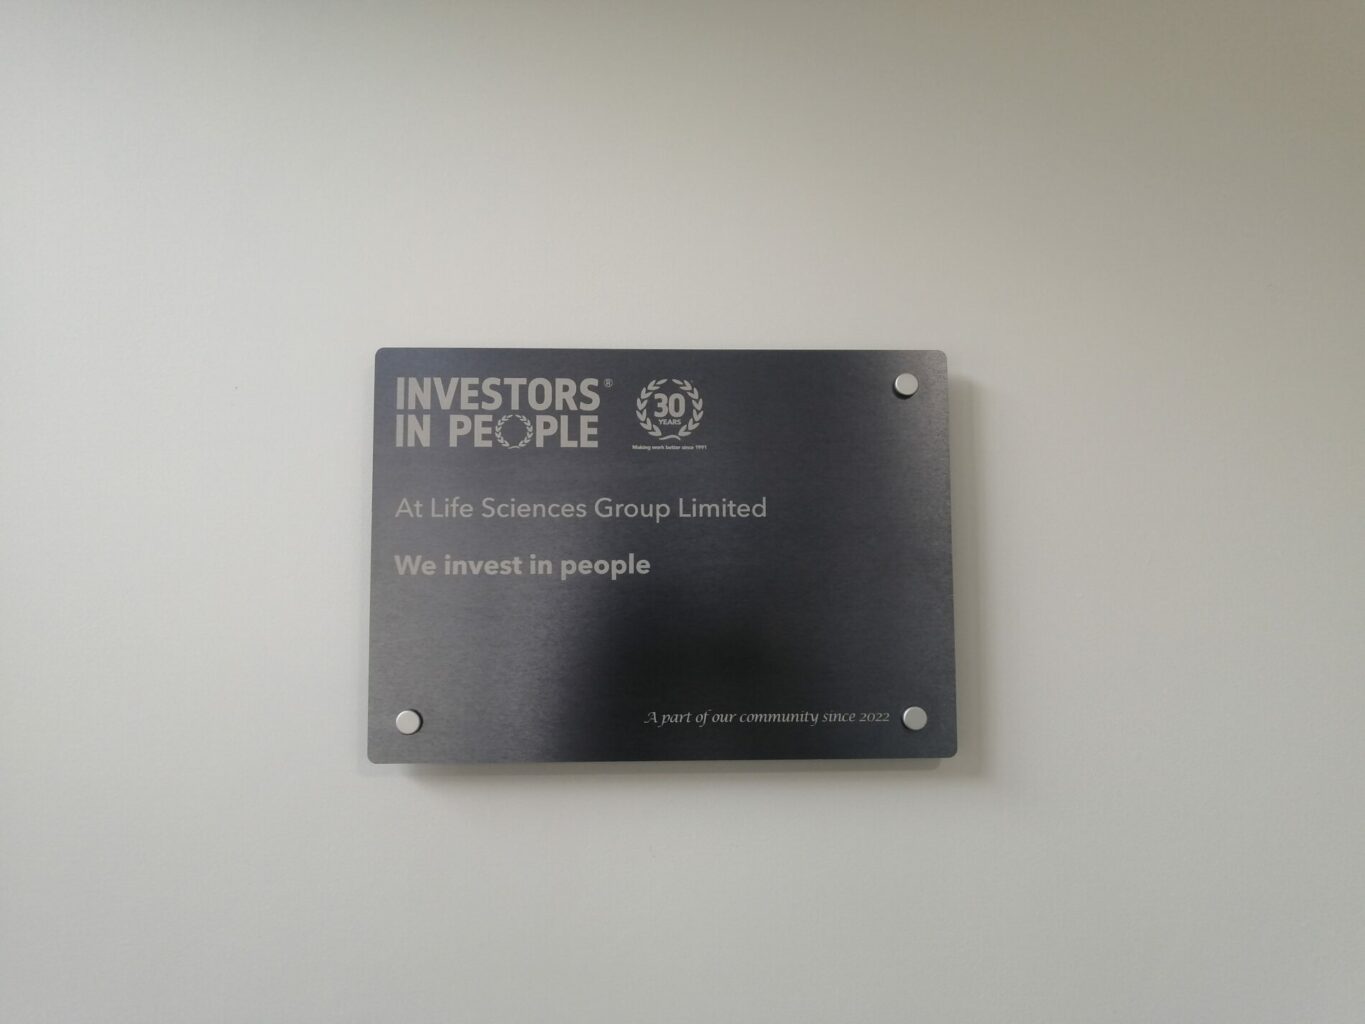 INVESTORS®
IN PEOPLE
30
YEARS
Making work better since 1991
At Life Sciences Group Limited
We invest in people
A part of our community since 2022